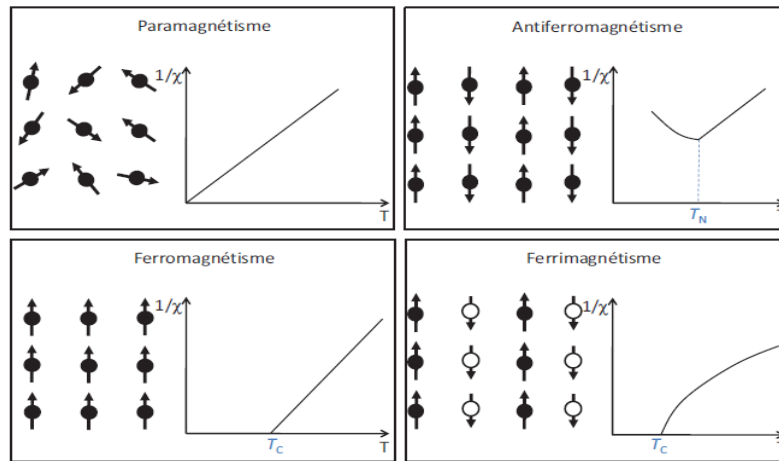 Paramagnétisme
1/χ
T
Antiferromagnétisme
1/χ
T_N
Ferromagnétisme
1/χ
T_C
T
Ferrimagnétisme
1/χ
T_C